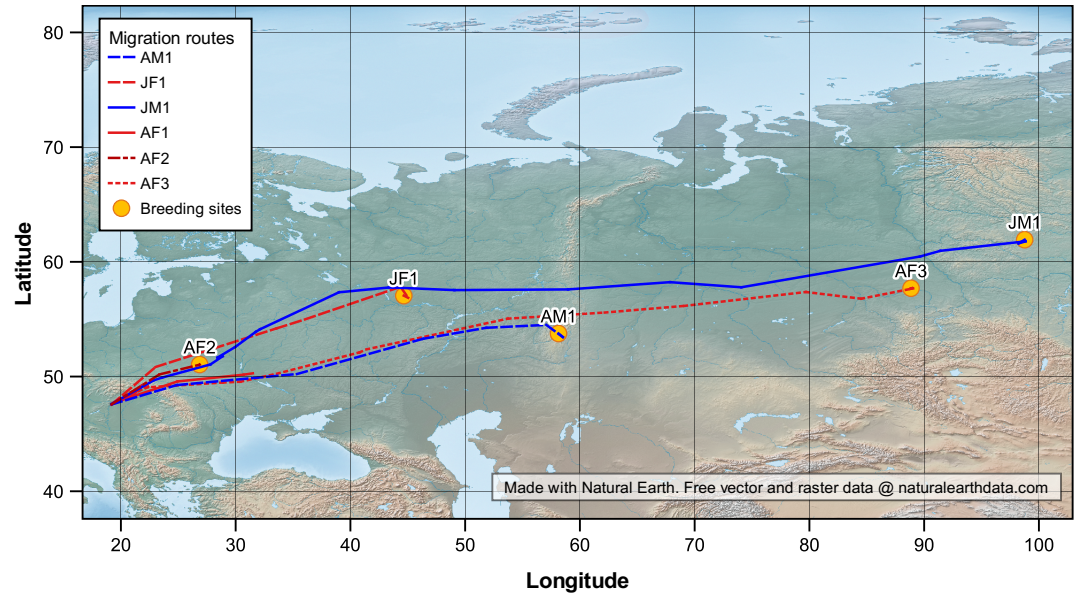 80
70
60
50
40
Latitude
Migration routes
AM1
JF1
JM1
AF1
AF2
AF3
Breeding sites
JM1
AF3
JF1
AM1
AF2
Made with Natural Earth. Free vector and raster data @ naturalearthdata.com
20 30 40 50 60 70 80 90 100
Longitude